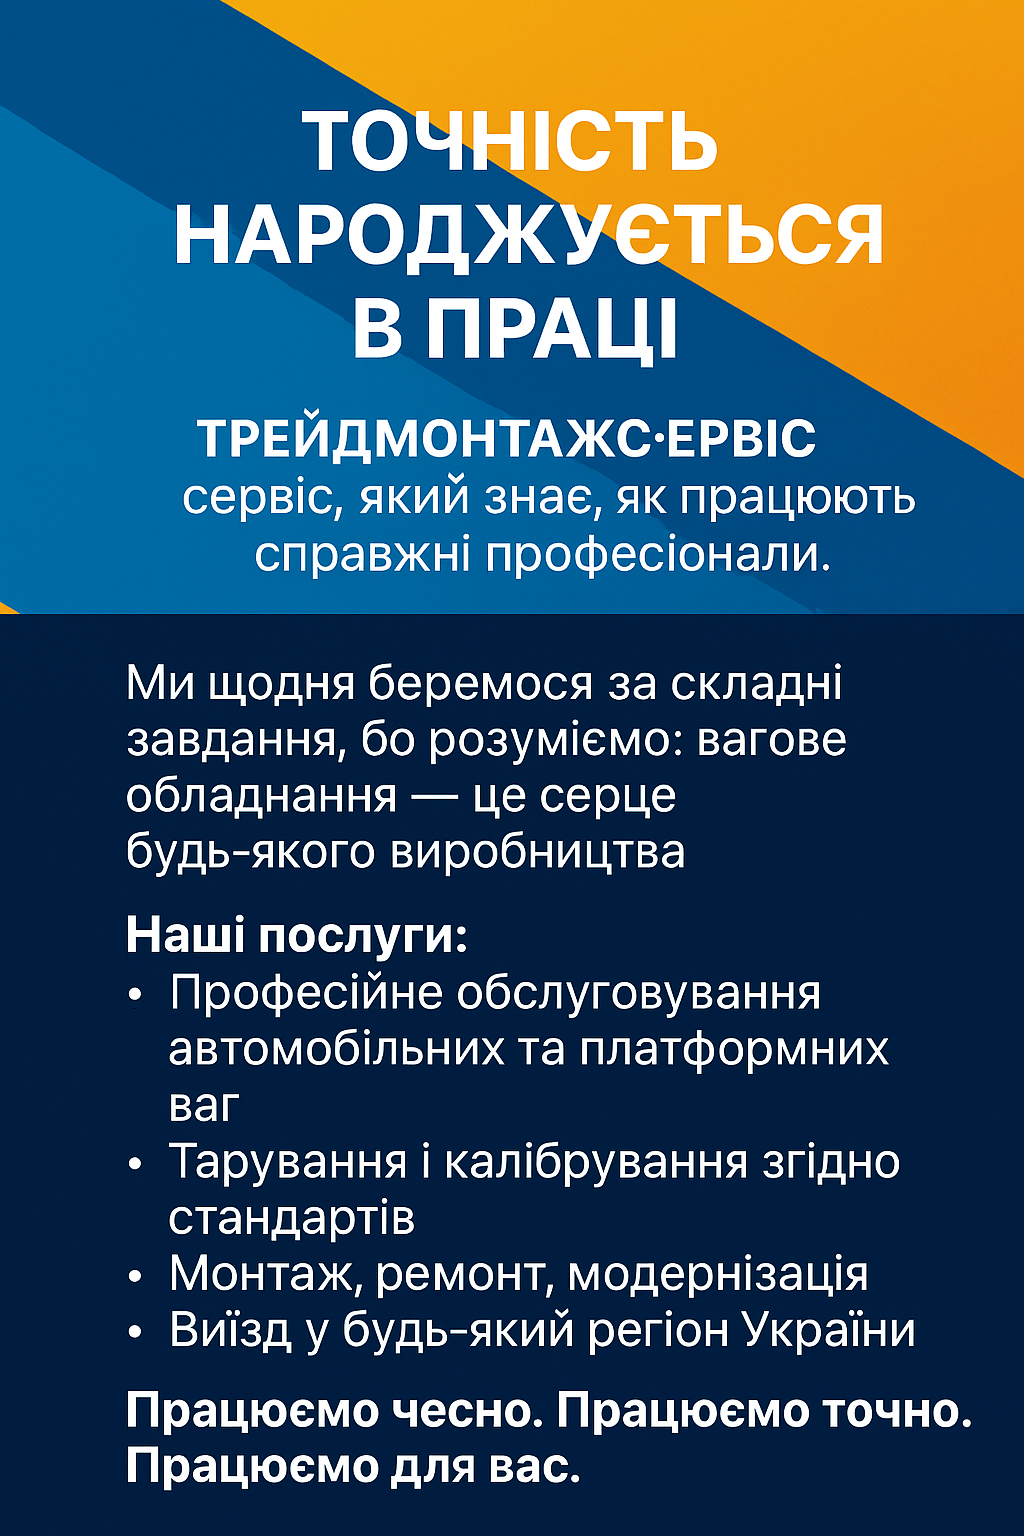 ТОЧНІСТЬ
НАРОДЖУЄТЬСЯ
В ПРАЦІ
ТРЕЙДМОНТАЖС·ЕРВІС
сервіс, який знає, як працюють
справжні професіонали.
Ми щодня беремося за складні
завдання, бо розуміємо: вагове
обладнання — це серце
будь-якого виробництва
Наші послуги:
• Професійне обслуговування
автомобільних та платформних
ваг
• Тарування і калібрування згідно
стандартів
• Монтаж, ремонт, модернізація
• Виїзд у будь-який регіон України
Працюємо чесно. Працюємо точно.
Працюємо для вас.